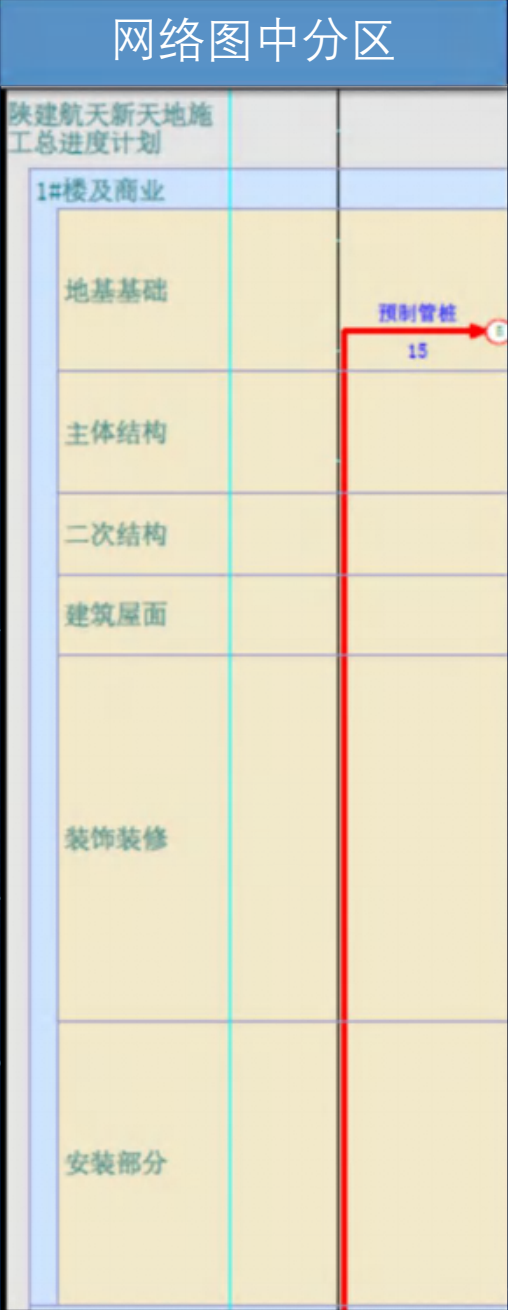 网络图中分区
陕建航天新天地施
工总进度计划
1#楼及商业
地基基础
预制管桩
15
主体结构
二次结构
建筑屋面
装饰装修
安装部分